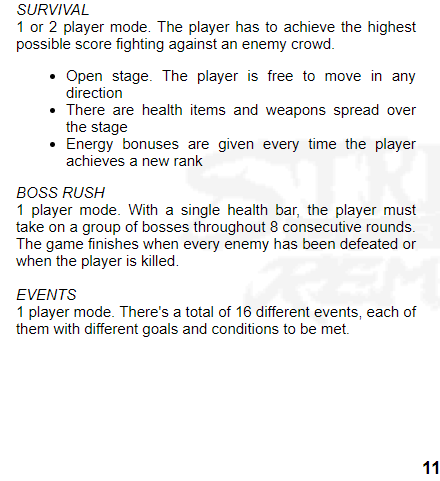 SURVIVAL
1 or 2 player mode. The player has to achieve the highest
possible score fighting against an enemy crowd.
• Open stage. The player is free to move in any
direction
• There are health items and weapons spread over
the stage
• Energy bonuses are given every time the player
achieves a new rank
BOSS RUSH
1 player mode. With a single health bar, the player must
take on a group of bosses throughout 8 consecutive rounds.
The game finishes when every enemy has been defeated or
when the player is killed.
EVENTS
1 player mode. There's a total of 16 different events, each of
them with different goals and conditions to be met.
11